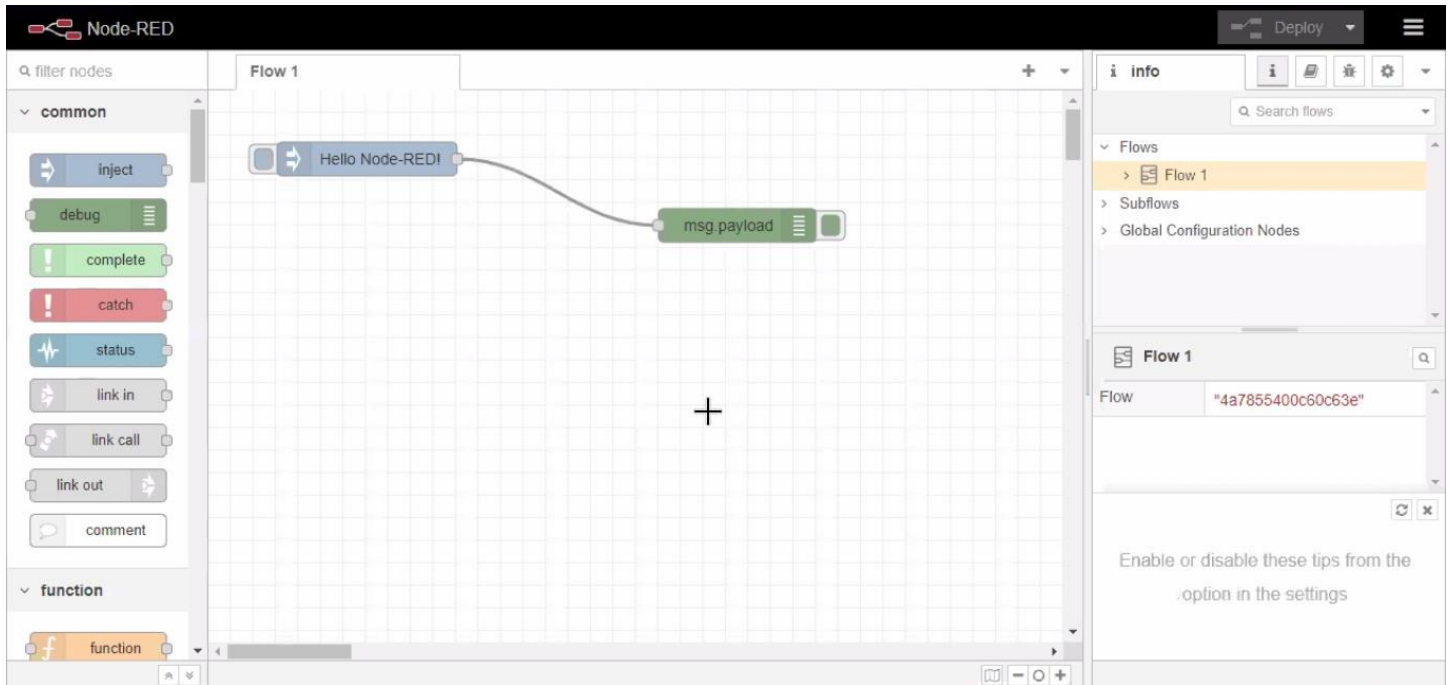 Node-RED
Deploy
filter nodes
Flow 1
i info
i
common
Search flows
inject
debug
complete
catch
status
link in
link call
link out
comment
function
f function
Hello Node-RED!
msg.payload
Flows
Flow 1
Subflows
Global Configuration Nodes
Flow 1
Flow "4a7855400c60c63e"
Enable or disable these tips from the
option in the settings